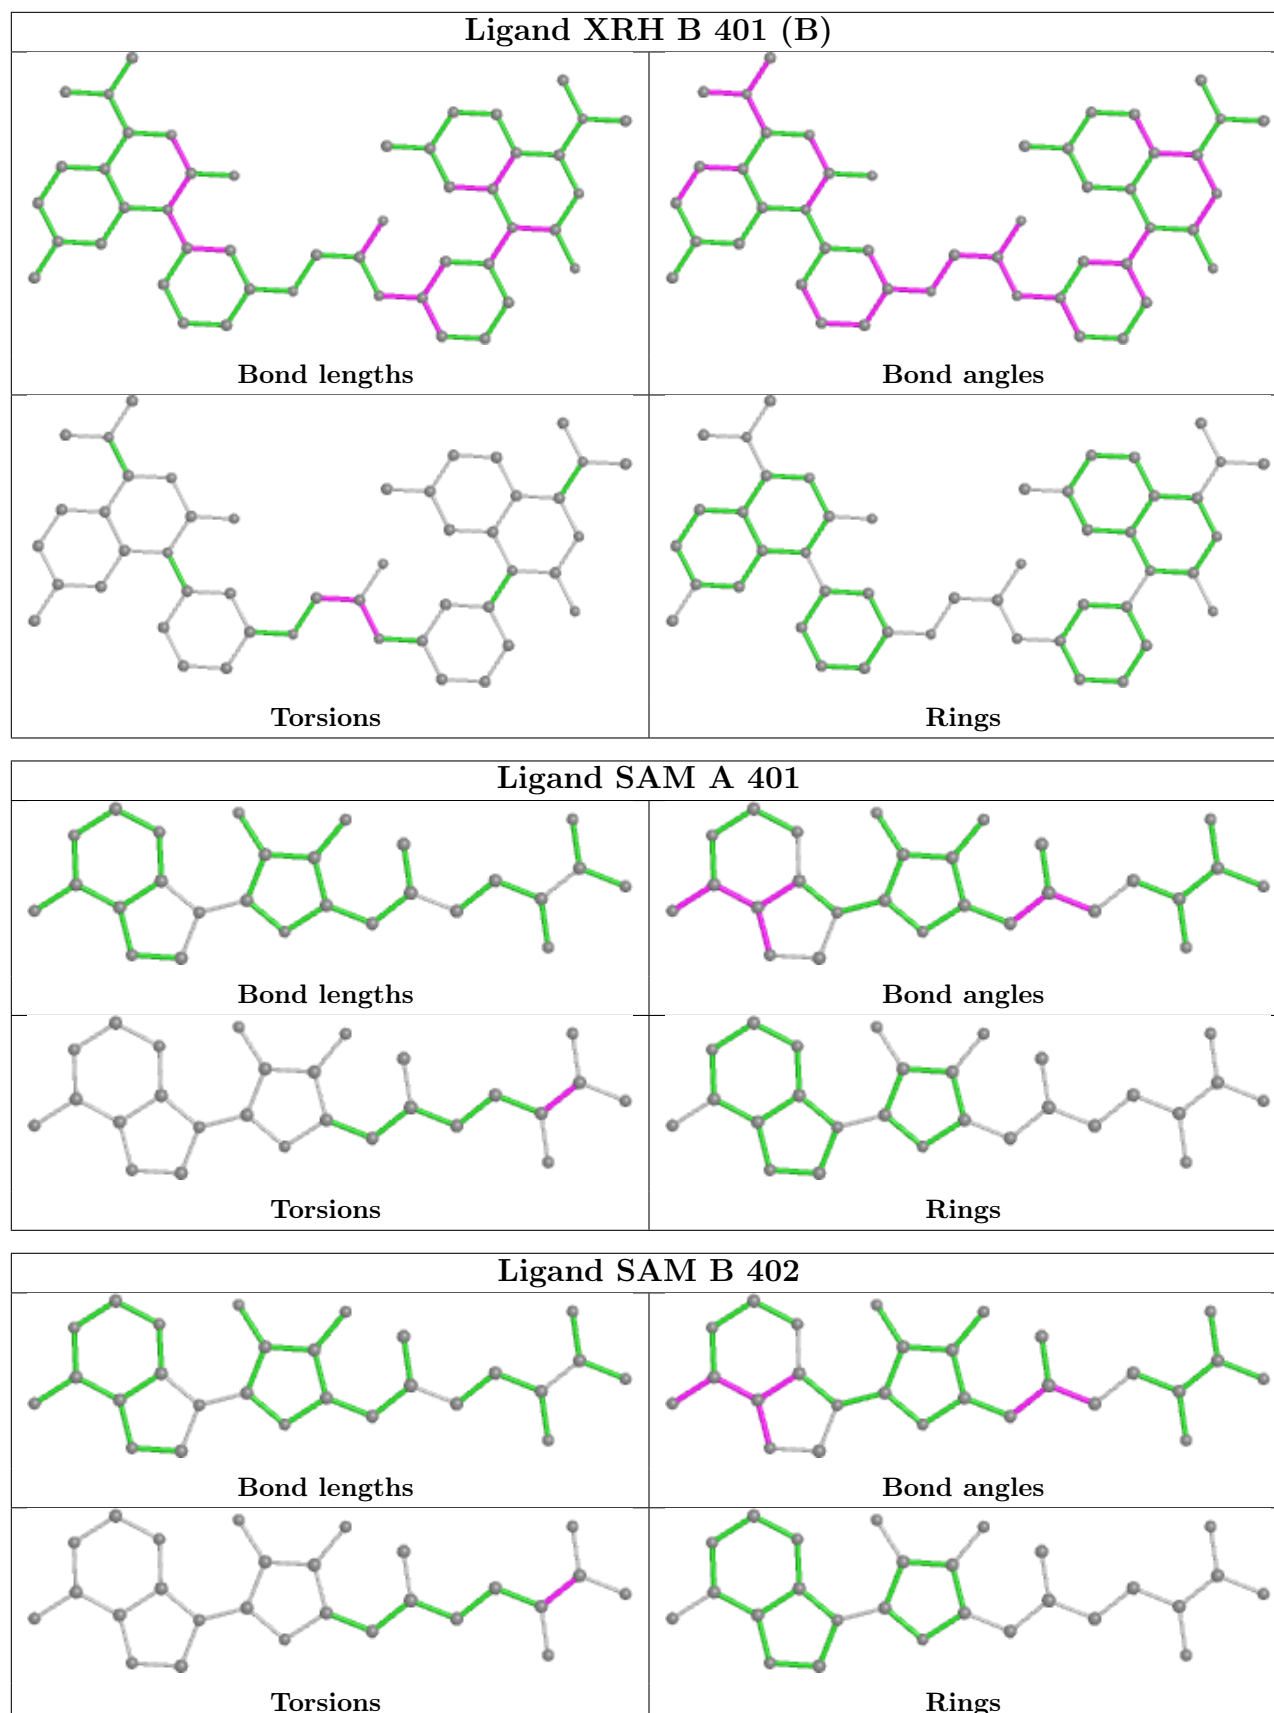 Ligand XRH B 401 (B)
Bond lengths
Bond angles
Torsions
Rings
Ligand SAM A 401
Bond lengths
Bond angles
Torsions
Rings
Ligand SAM B 402
Bond lengths
Bond angles
Torsions
Rings